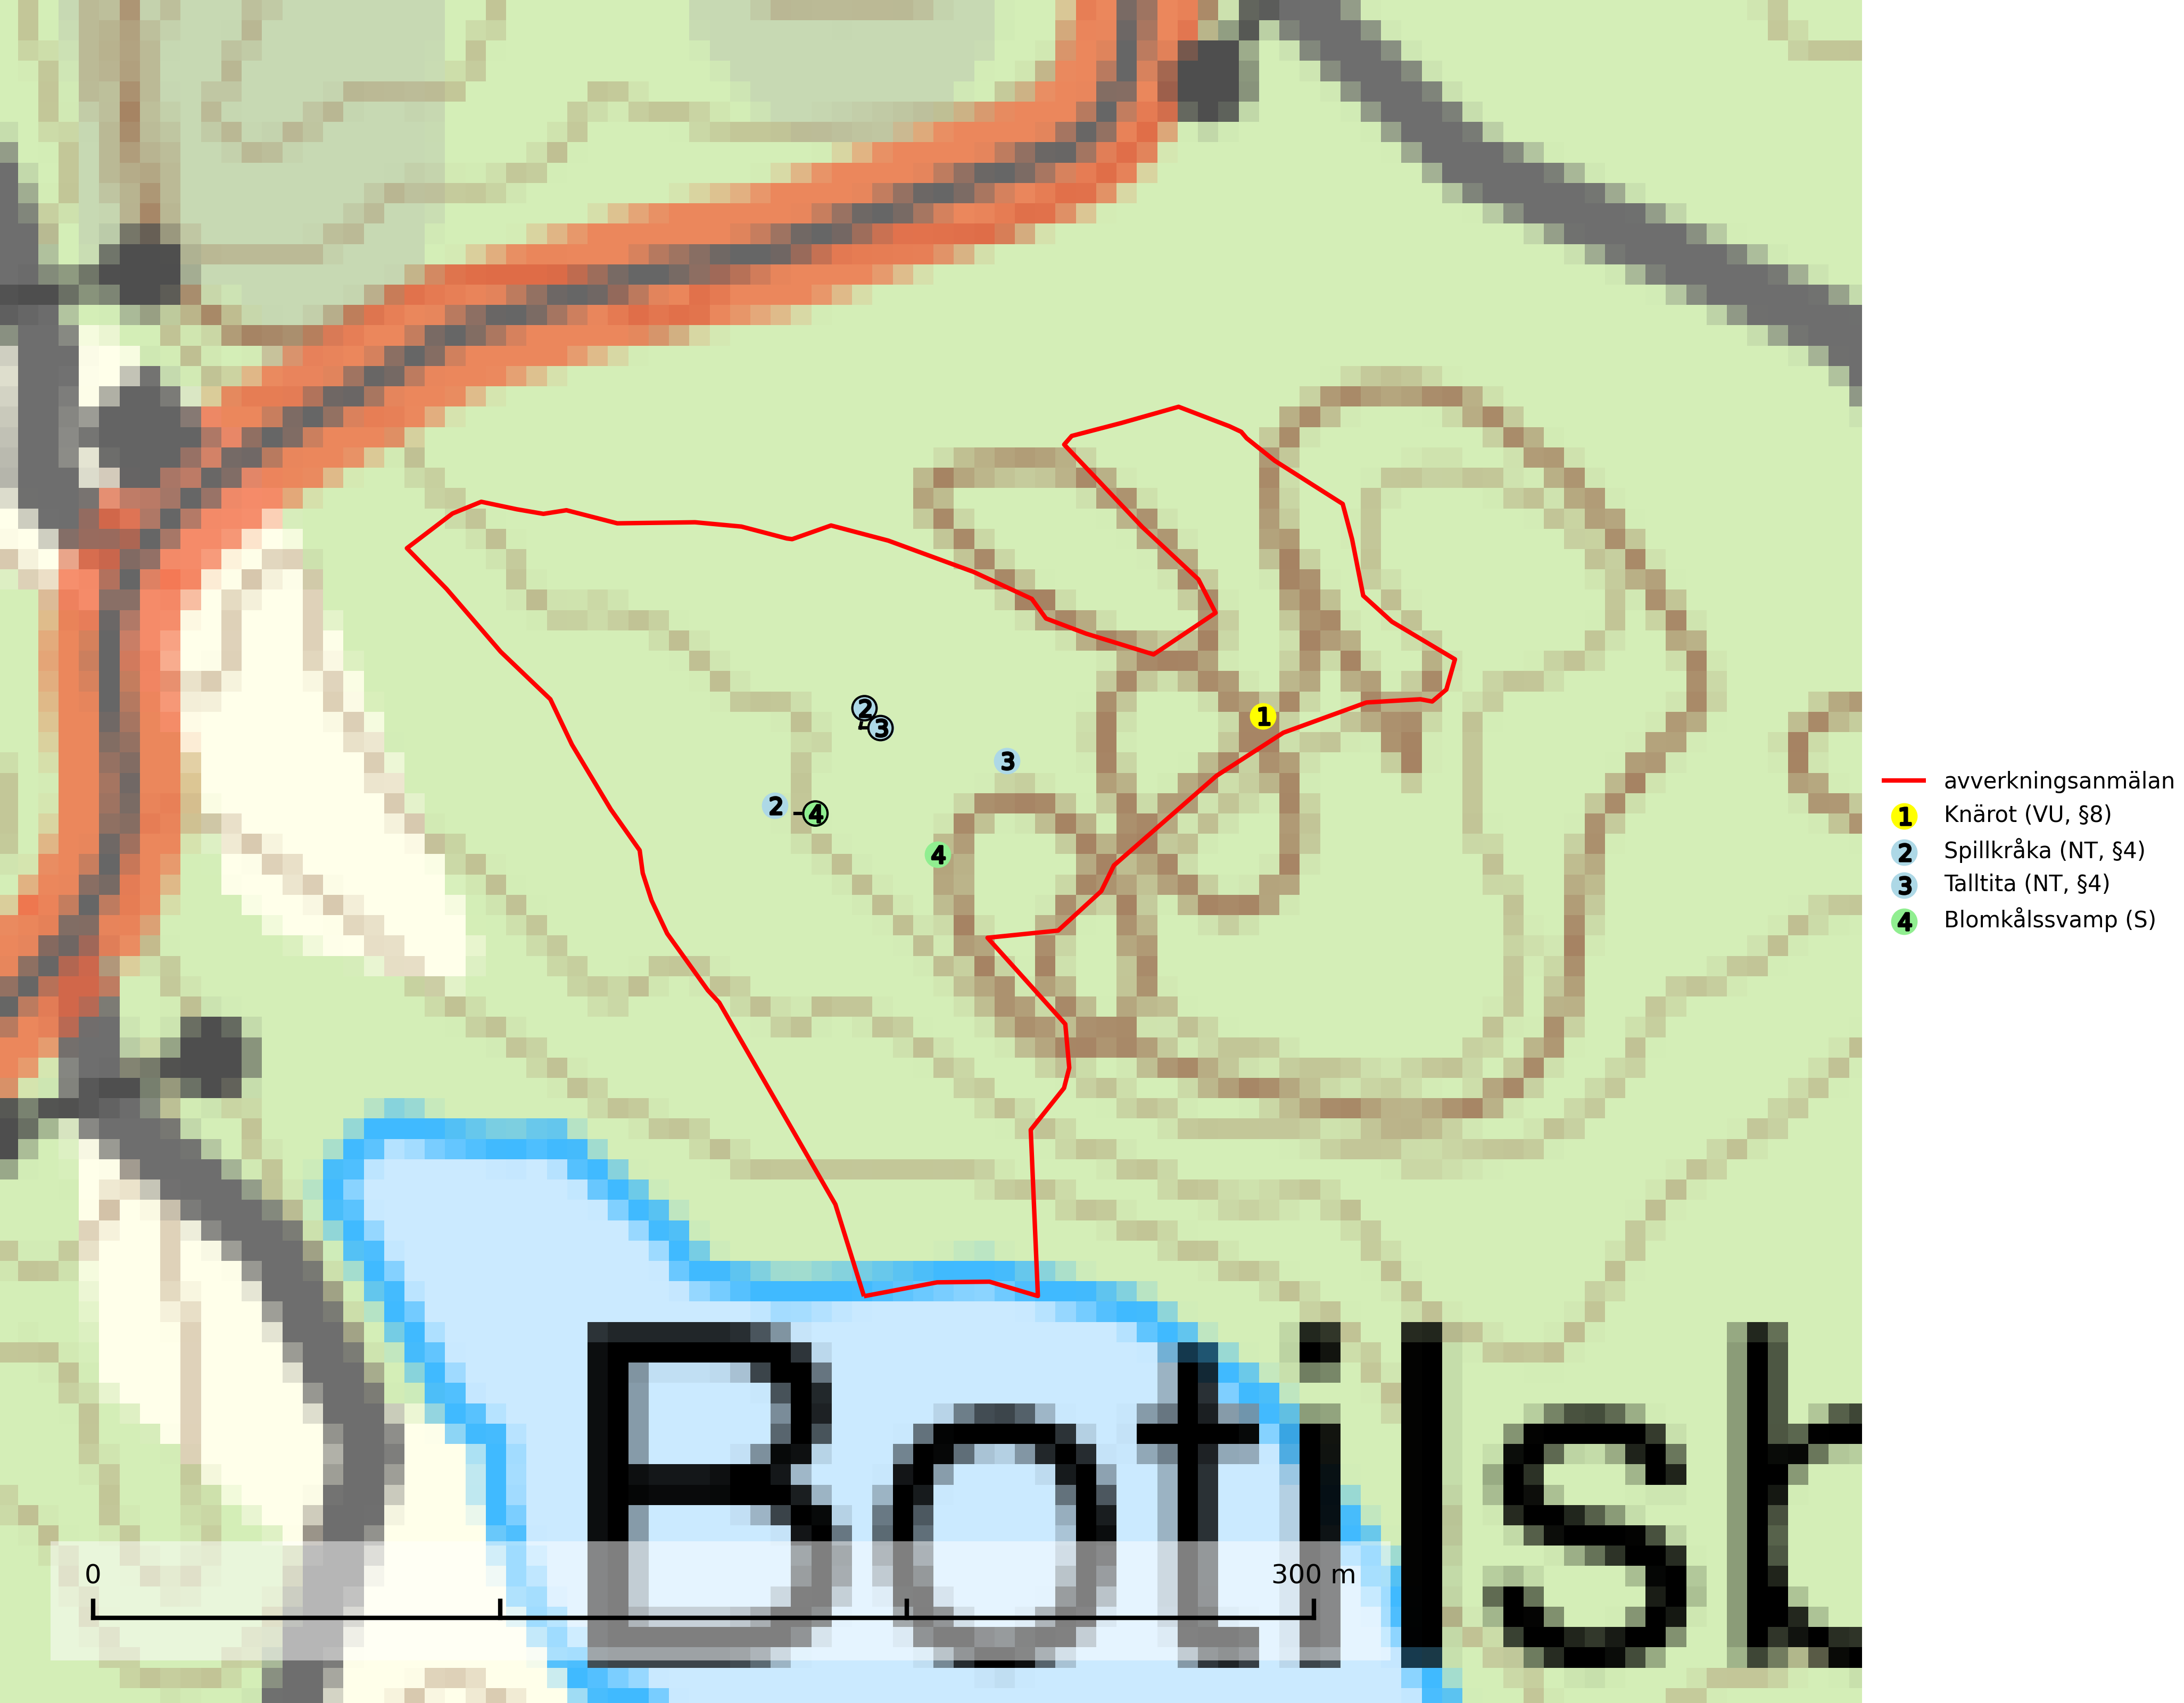 2
3
1
3
2
4
4
avverkningsanmälan
1 Knärot (VU, §8)
2 Spillkråka (NT, §4)
3 Talltita (NT, §4)
4 Blomkålssvamp (S)
Botilsk
0 300 m